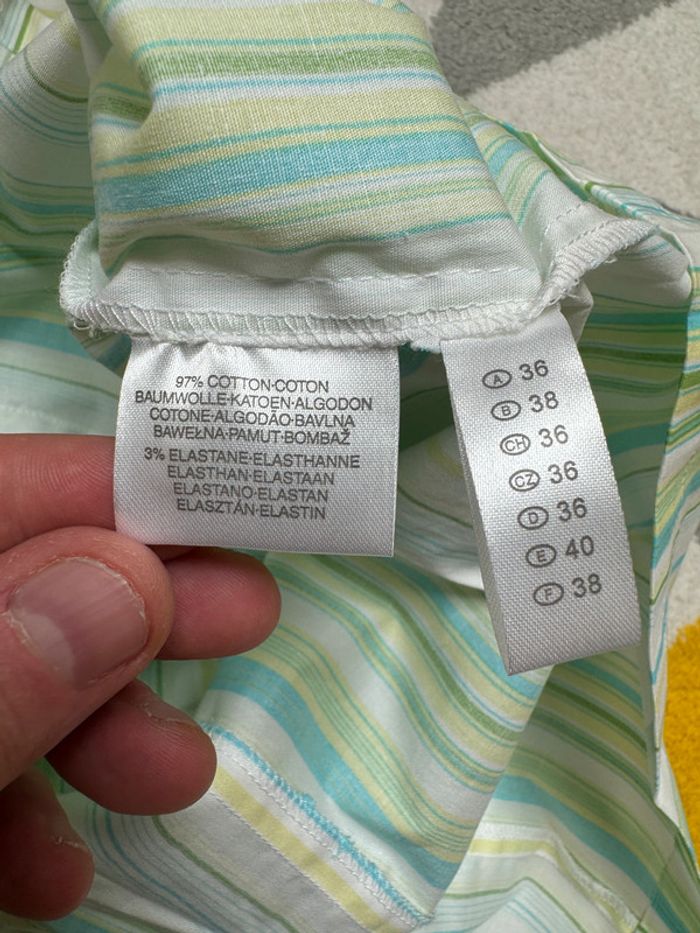 97% COTTON·COTON
BAUMWOLLE·KATOEN·ALGODON
COTONE·ALGODÃO·BAVLNA
BAWEŁNA·PAMUT·BOMBAŽ
3% ELASTANE·ELASTHANNE
ELASTHAN·ELASTAAN
ELASTANO·ELASTAN
ELASZTÁN·ELASTIN
A 36
B 38
CH 36
CZ 36
D 36
E 40
F 38